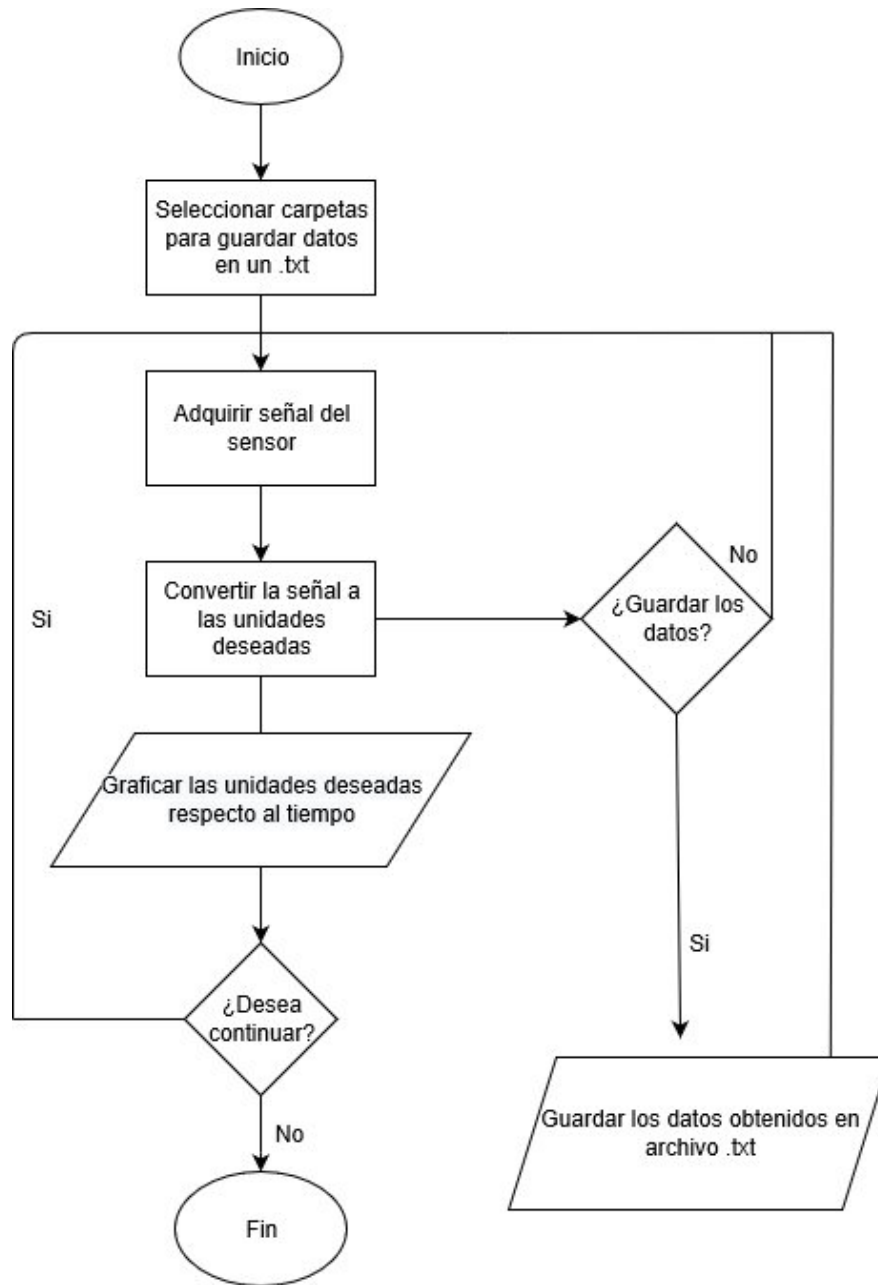 Inicio
Seleccionar carpetas
para guardar datos
en un .txt
Adquirir señal del
sensor
Convertir la señal a
las unidades
deseadas
Si
No
¿Guardar los
datos?
Graficar las unidades deseadas
respecto al tiempo
Si
¿Desea
continuar?
No
Guardar los datos obtenidos en
archivo .txt
Fin